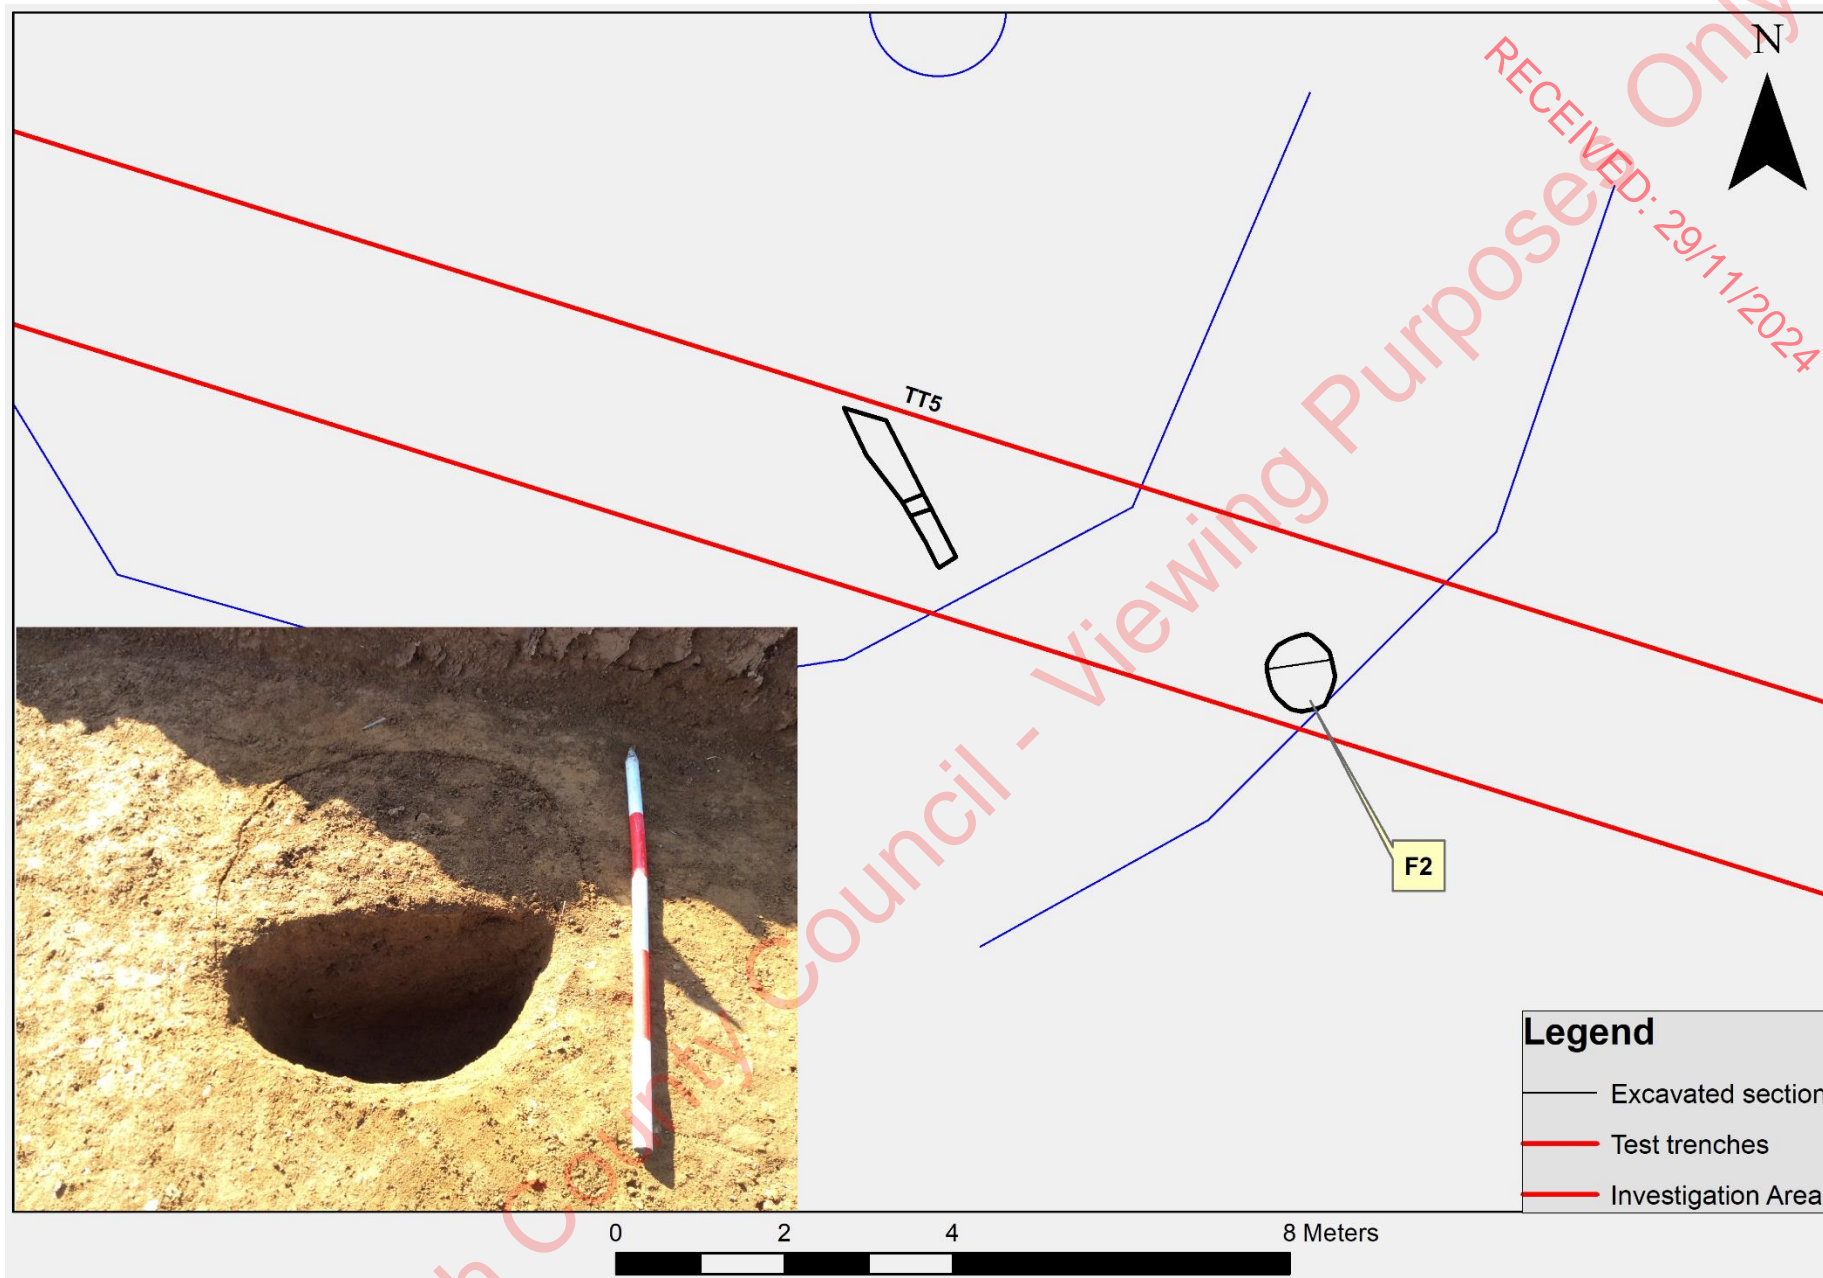 N
RECEIVED: 29/11/2024
TT5
F2
County Council - Viewing Purposes Only
Legend
Excavated section
Test trenches
Investigation Area
0 2 4 8 Meters